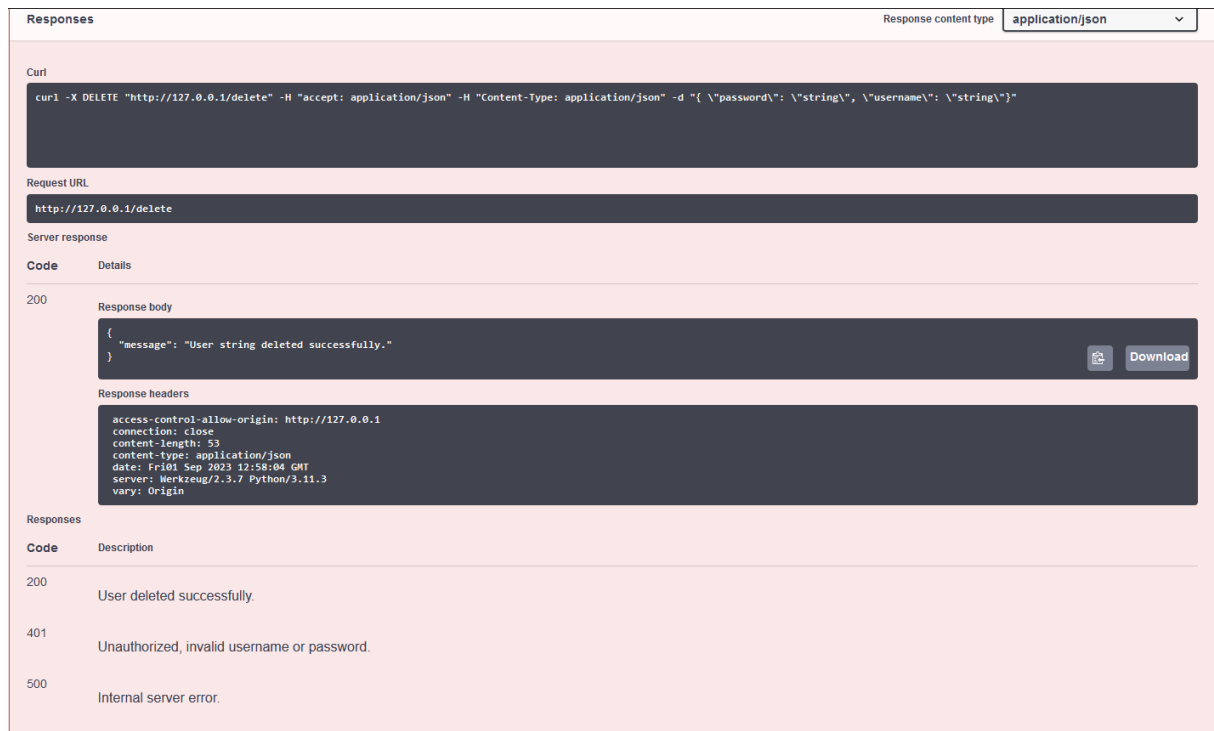 Responses Response content type application/json
Curl
curl -X DELETE "http://127.0.0.1/delete" -H "accept: application/json" -H "Content-Type: application/json" -d "{ \"password\": \"string\", \"username\": \"string\"}"
Request URL
http://127.0.0.1/delete
Server response
Code Details
200
Response body
{
  "message": "User string deleted successfully."
}
Download
Response headers
access-control-allow-origin: http://127.0.0.1
connection: close
content-length: 53
content-type: application/json
date: Fri01 Sep 2023 12:58:04 GMT
server: Werkzeug/2.3.7 Python/3.11.3
vary: Origin
Responses
Code Description
200
User deleted successfully.
401
Unauthorized, invalid username or password.
500
Internal server error.